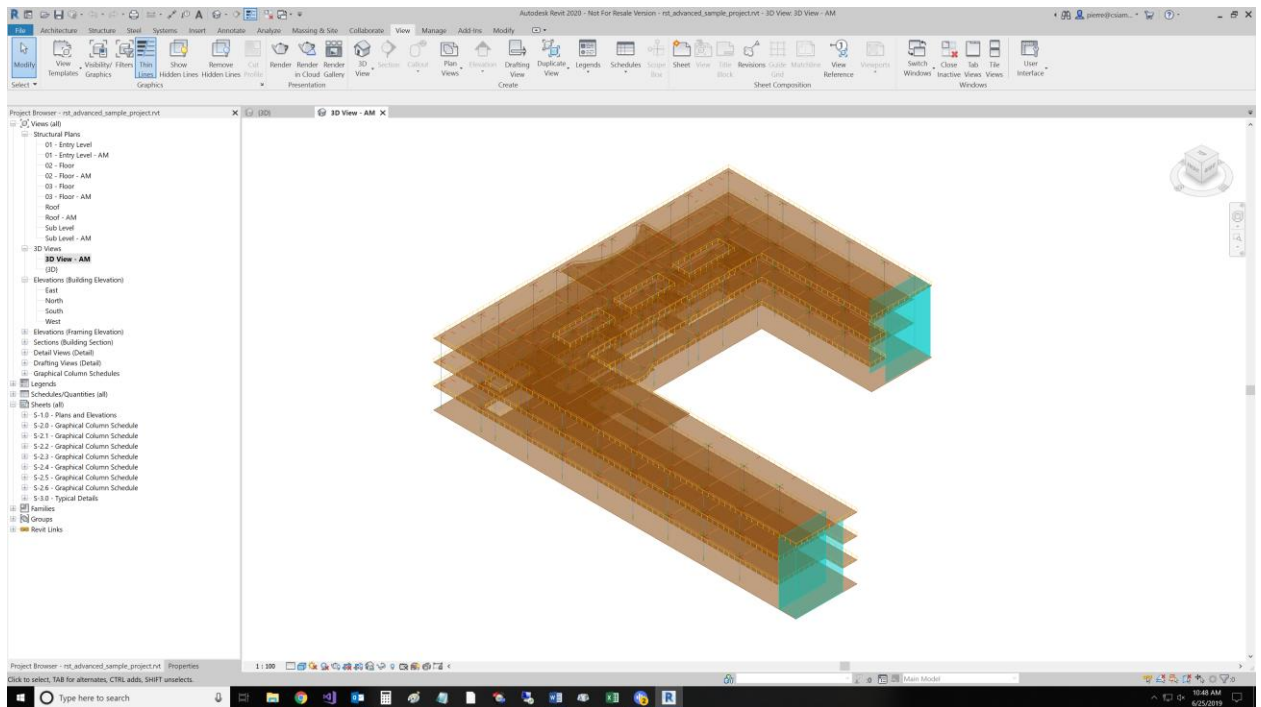 Autodesk Revit 2020 - Not For Resale Version - rst_advanced_sample_project.rvt - 3D View: 3D View - AM
pierre@csiam...
File Architecture Structure Steel Systems Insert Annotate Analyze Massing & Site Collaborate View Manage Add-Ins Modify
Modify View Templates Visibility/ Graphics Filters Thin Lines Show Hidden Lines Remove Hidden Lines Cut Profile Render Render in Cloud Render Gallery 3D View Section Callout Plan Views Elevation Drafting View Duplicate View Legends Schedules Scope Box Sheet View Title Block Revisions Guide Grid Matchline View Reference Viewports Switch Windows Close Inactive Tab Views Tile Views User Interface
Select Graphics Presentation Create Sheet Composition Windows
Project Browser - rst_advanced_sample_project.rvt
{3D} 3D View - AM
Views (all)
Structural Plans
01 - Entry Level
01 - Entry Level - AM
02 - Floor
02 - Floor - AM
03 - Floor
03 - Floor - AM
Roof
Roof - AM
Sub Level
Sub Level - AM
3D Views
3D View - AM
{3D}
Elevations (Building Elevation)
East
North
South
West
Elevations (Framing Elevation)
Sections (Building Section)
Detail Views (Detail)
Drafting Views (Detail)
Graphical Column Schedules
Legends
Schedules/Quantities (all)
Sheets (all)
S-1.0 - Plans and Elevations
S-2.0 - Graphical Column Schedule
S-2.1 - Graphical Column Schedule
S-2.2 - Graphical Column Schedule
S-2.3 - Graphical Column Schedule
S-2.4 - Graphical Column Schedule
S-2.5 - Graphical Column Schedule
S-2.6 - Graphical Column Schedule
S-3.0 - Typical Details
Families
Groups
Revit Links
Project Browser - rst_advanced_sample_project.rvt Properties
1 : 100
Click to select, TAB for alternates, CTRL adds, SHIFT unselects.
:0 Main Model :0
Type here to search
10:48 AM
6/25/2019